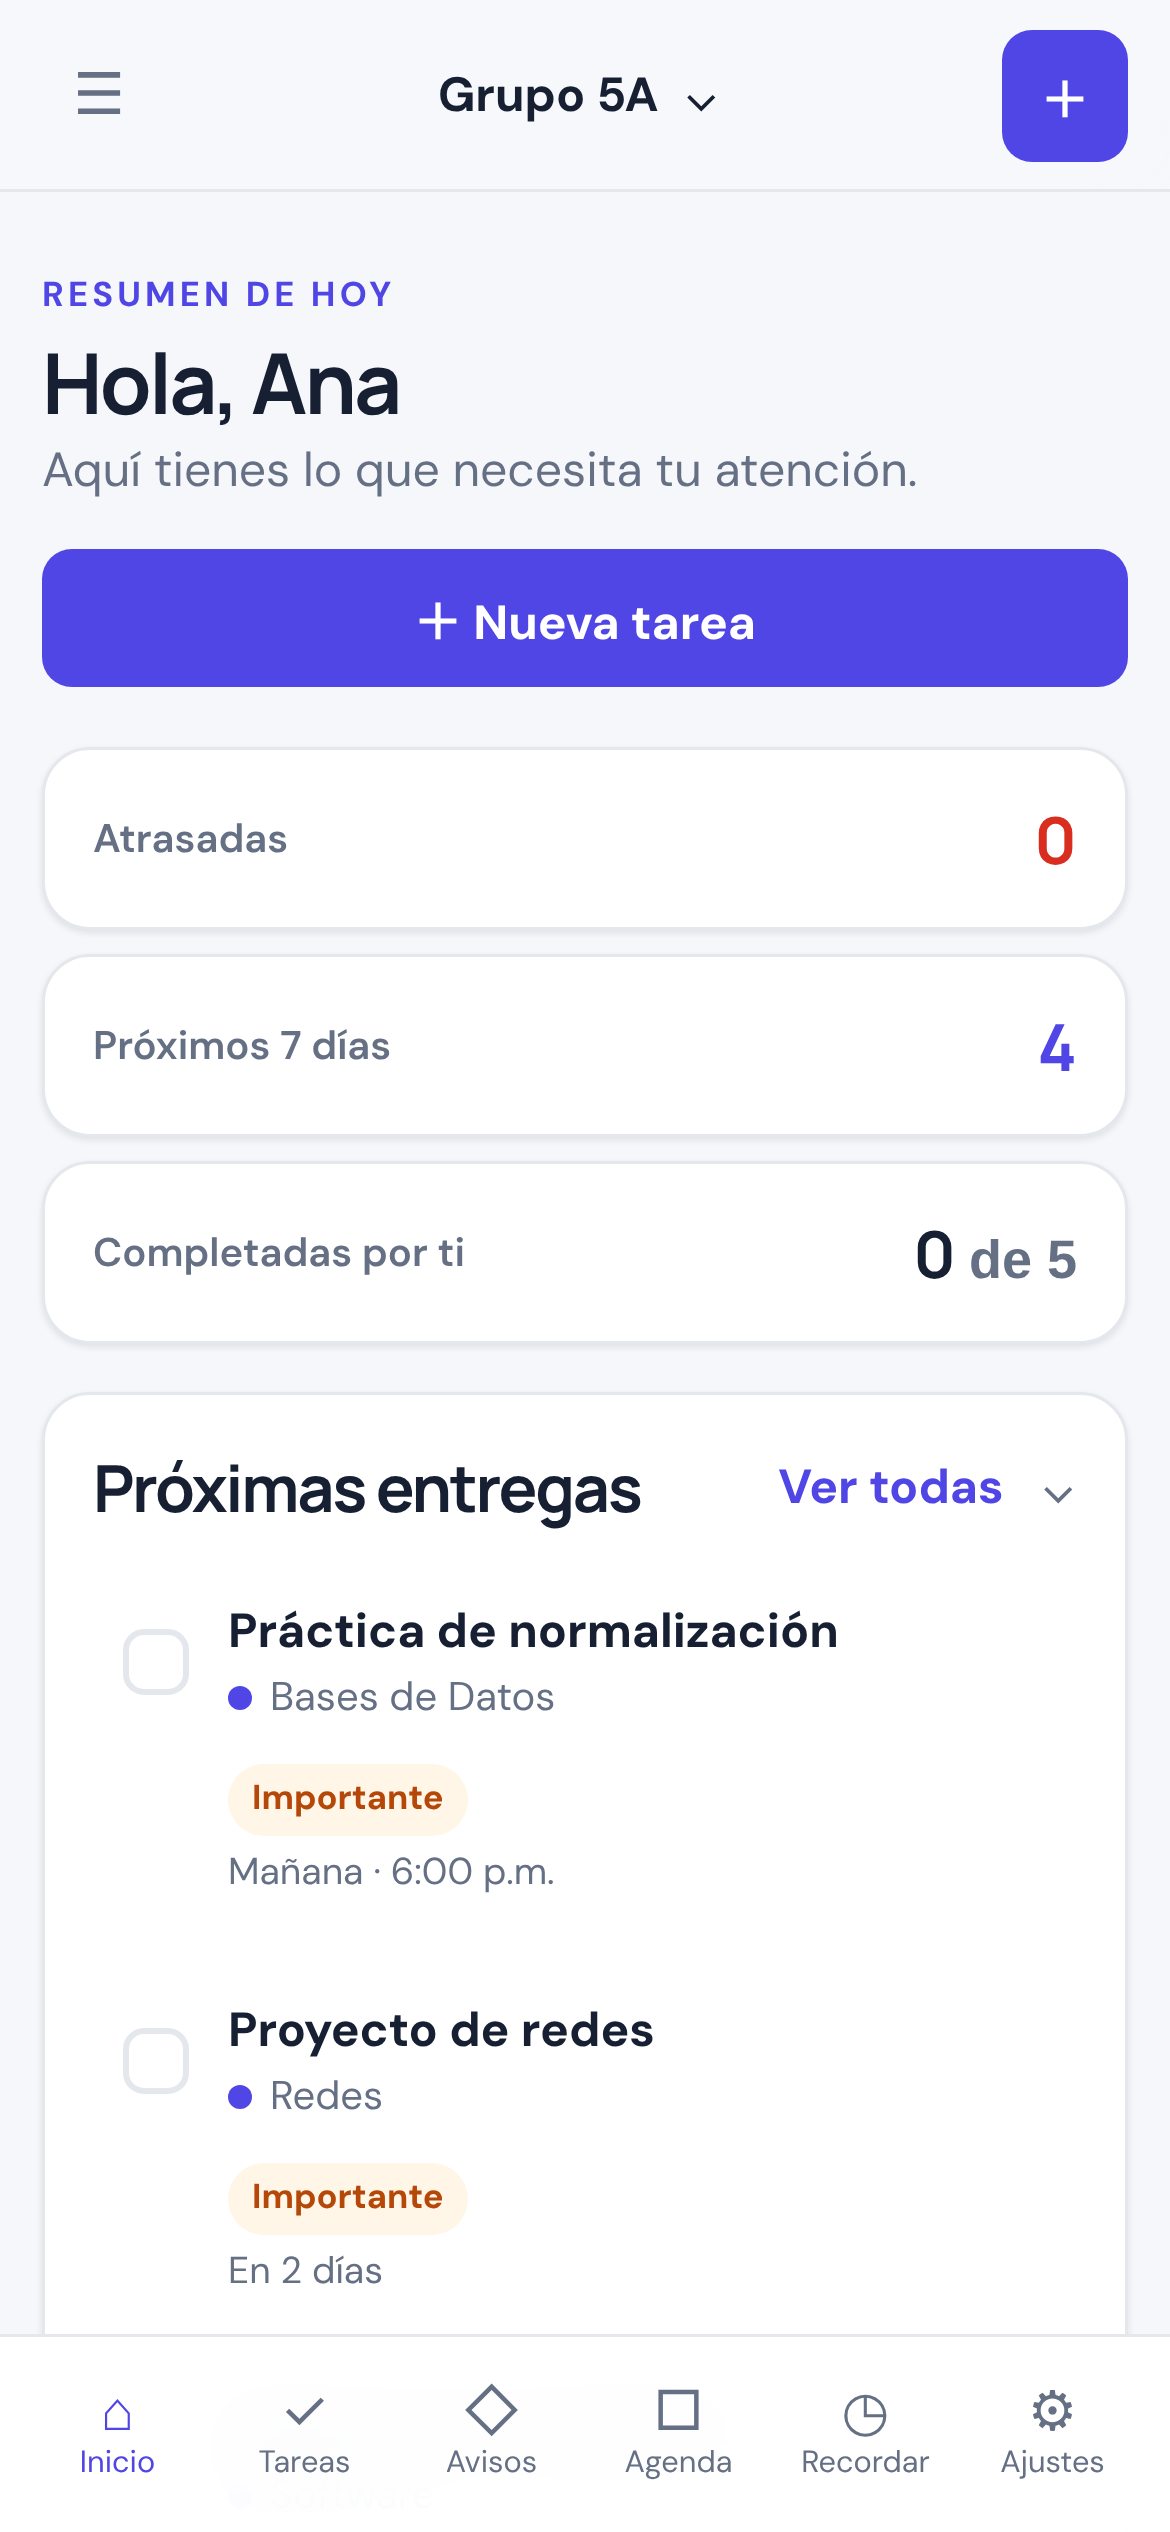 Grupo 5A
RESUMEN DE HOY
Hola, Ana
Aquí tienes lo que necesita tu atención.
+ Nueva tarea
Atrasadas 0
Próximos 7 días 4
Completadas por ti 0 de 5
Próximas entregas Ver todas
Práctica de normalización
Bases de Datos
Importante
Mañana · 6:00 p.m.
Proyecto de redes
Redes
Importante
En 2 días
Inicio Tareas Avisos Agenda Recordar Ajustes